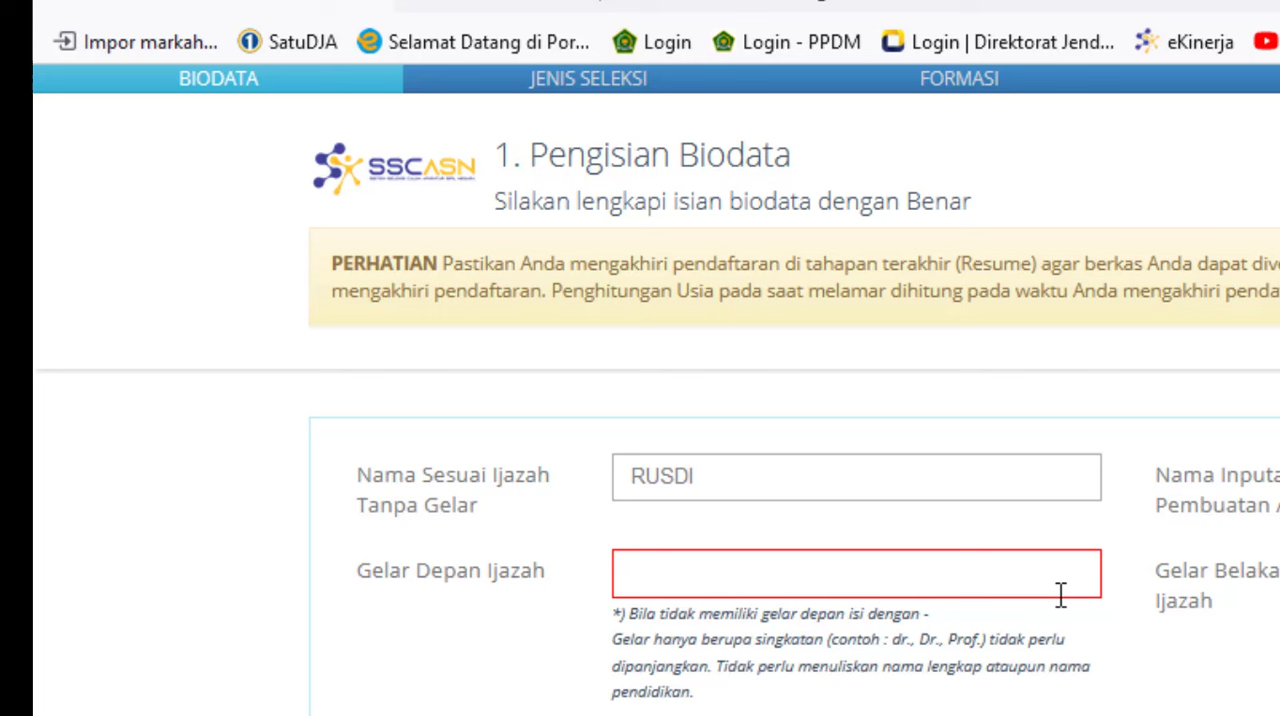 Impor markah... SatuDJA Selamat Datang di Por... Login Login - PPDM Login | Direktorat Jend... eKinerja
BIODATA JENIS SELEKSI FORMASI
SSCASN
1. Pengisian Biodata
Silakan lengkapi isian biodata dengan Benar
PERHATIAN Pastikan Anda mengakhiri pendaftaran di tahapan terakhir (Resume) agar berkas Anda dapat dive
mengakhiri pendaftaran. Penghitungan Usia pada saat melamar dihitung pada waktu Anda mengakhiri penda
Nama Sesuai Ijazah
Tanpa Gelar
RUSDI
Nama Inputa
Pembuatan A
Gelar Depan Ijazah
Gelar Belaka
Ijazah
*) Bila tidak memiliki gelar depan isi dengan -
Gelar hanya berupa singkatan (contoh : dr., Dr., Prof.) tidak perlu
dipanjangkan. Tidak perlu menuliskan nama lengkap ataupun nama
pendidikan.